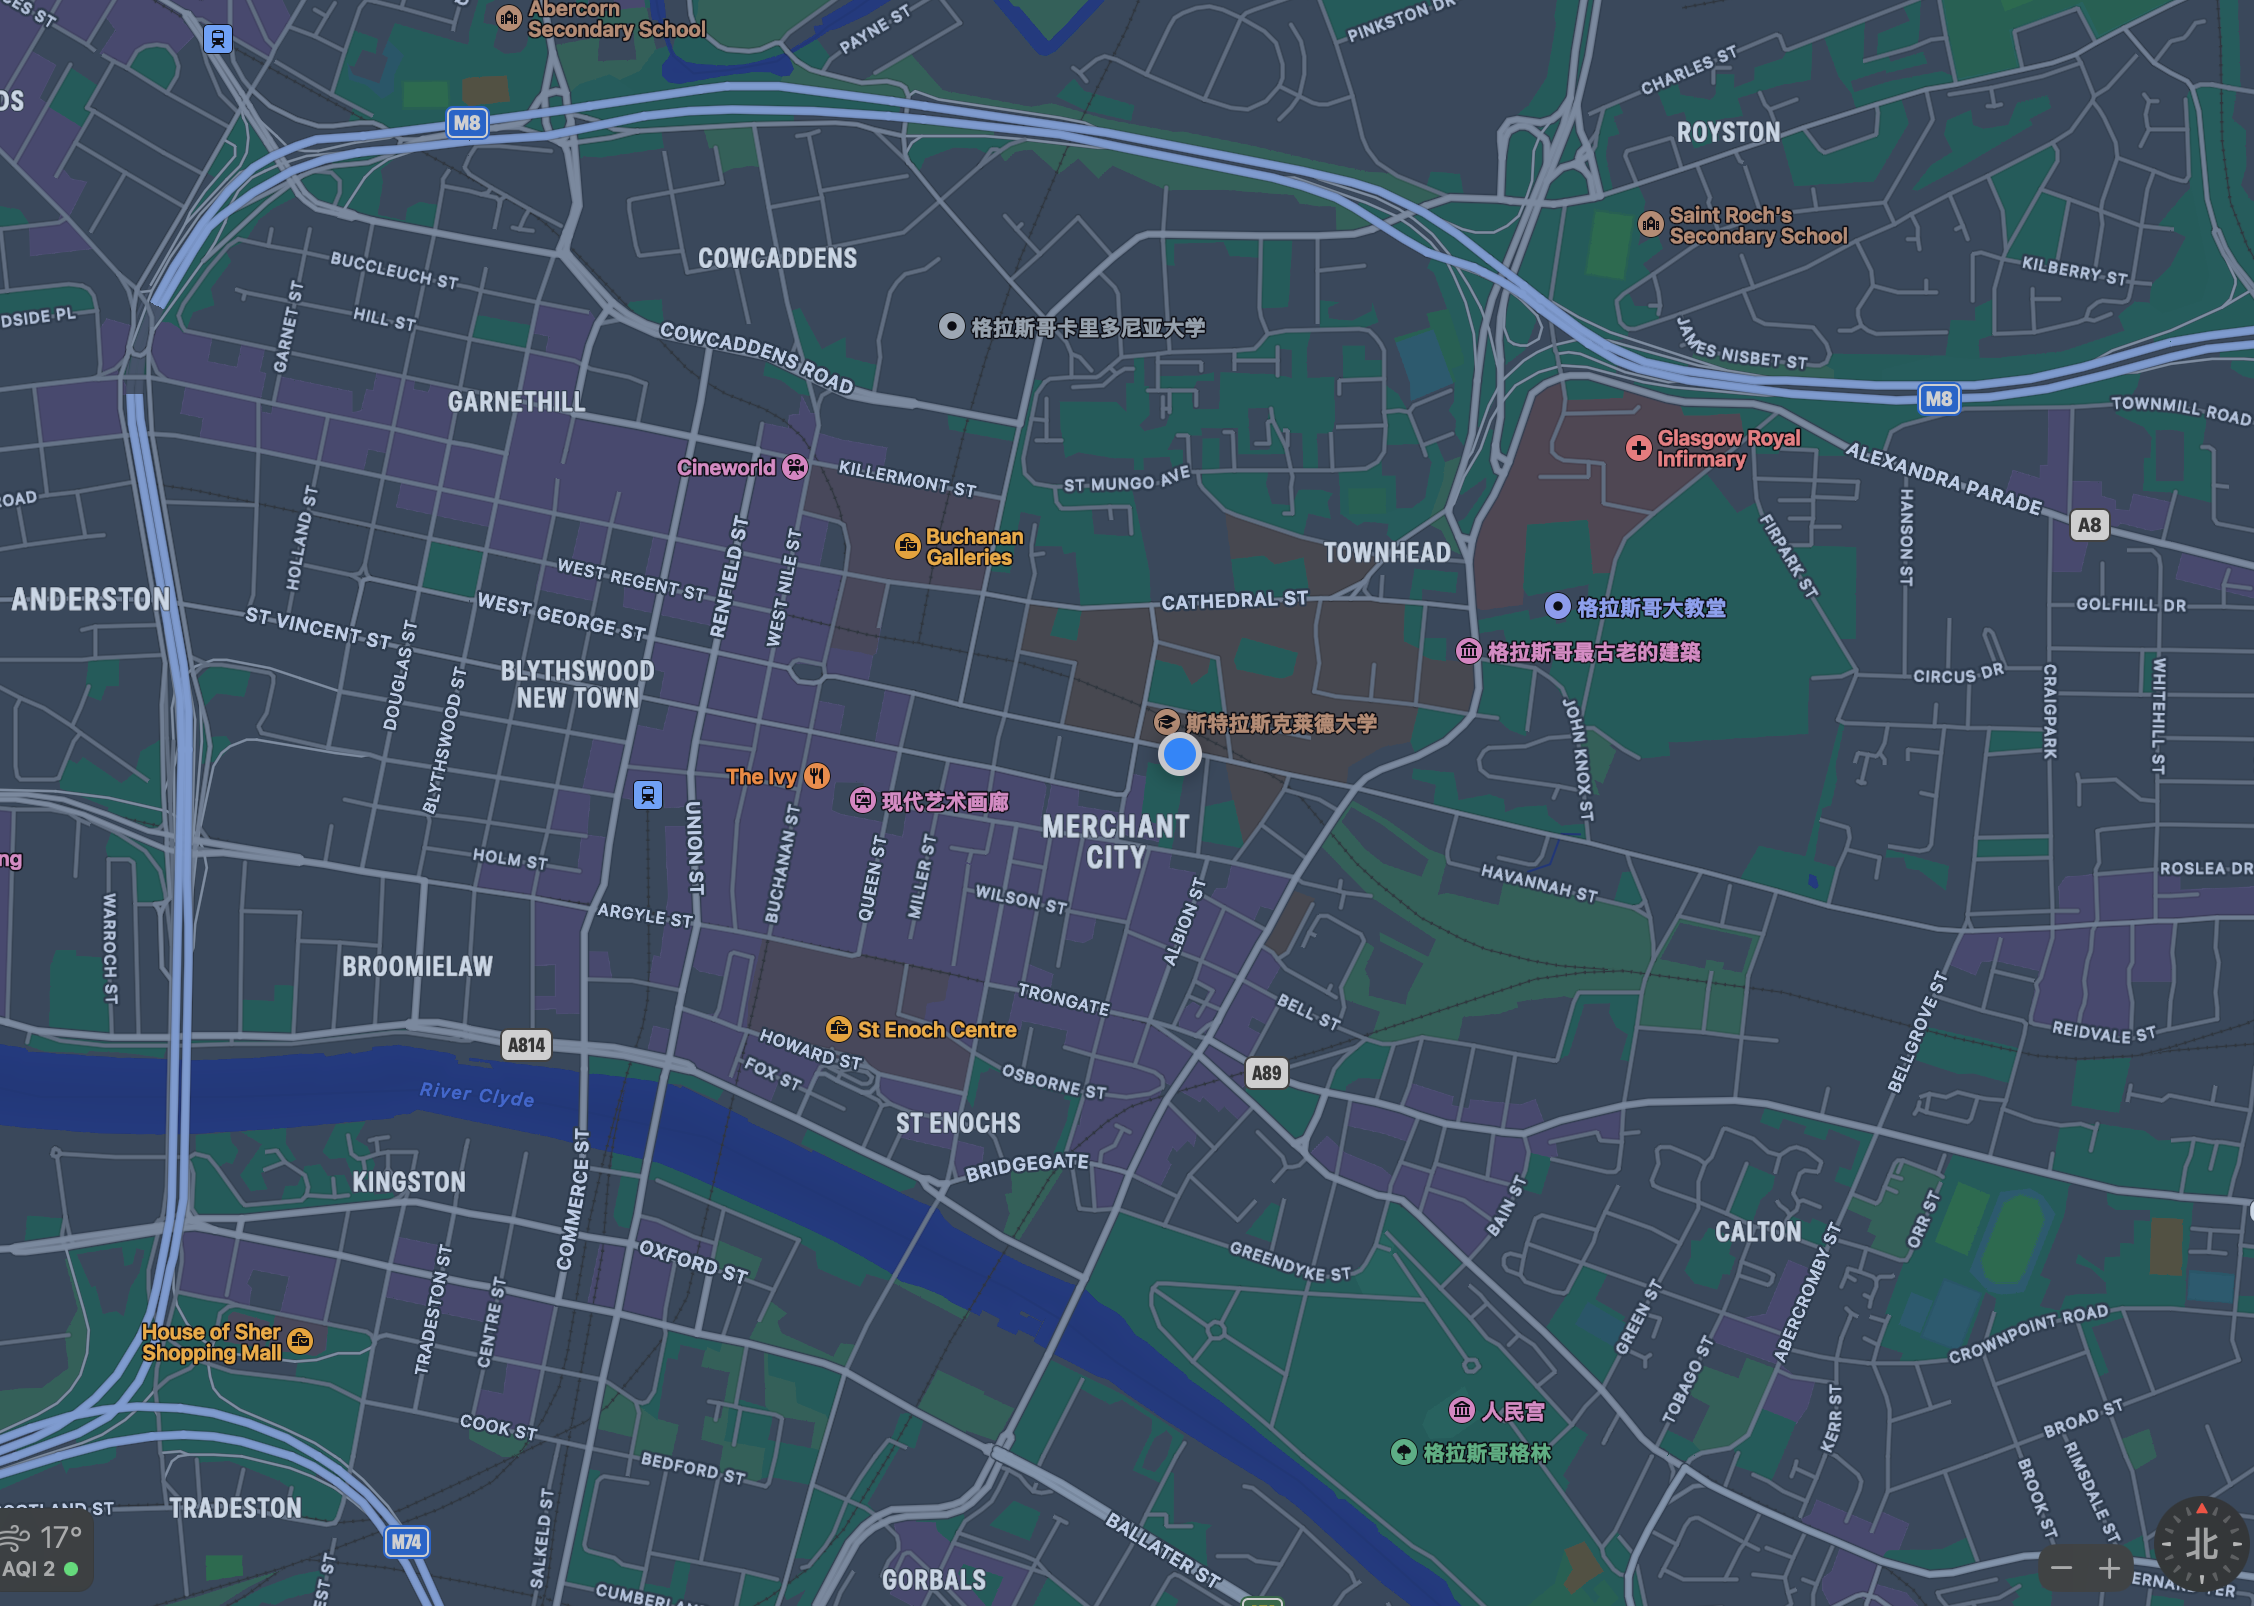 Abercorn
Secondary School
PAYNE ST
PINKSTON DR
CHARLES ST
M8
ROYSTON
Saint Roch's
Secondary School
COWCADDENS
BUCCLEUCH ST
KILBERRY ST
GARNET ST
HILL ST
DSIDE PL
格拉斯哥卡里多尼亚大学
COWCADDENS ROAD
JAMES NISBET ST
GARNETHILL
M8
TOWNMILL ROAD
Glasgow Royal
Infirmary
ALEXANDRA PARADE
Cineworld
KILLERMONT ST
ST MUNGO AVE
HOLLAND ST
HANSON ST
A8
FIRPARK ST
RENFIELD ST
WEST NILE ST
Buchanan
Galleries
TOWNHEAD
WEST REGENT ST
ANDERSTON
WEST GEORGE ST
CATHEDRAL ST
格拉斯哥大教堂
GOLFHILL DR
ST VINCENT ST
格拉斯哥最古老的建築
DOUGLAS ST
BLYTHSWOOD
NEW TOWN
BLYTHSWOOD ST
CIRCUS DR
CRAIGPARK
WHITEHILL ST
斯特拉斯克莱德大学
JOHN KNOX ST
The Ivy
现代艺术画廊
UNION ST
BUCHANAN ST
QUEEN ST
MILLER ST
MERCHANT
CITY
HOLM ST
ROSLEA DR
HAVANNAH ST
WILSON ST
WARROCH ST
ARGYLE ST
ALBION ST
BROOMIELAW
TRONGATE
BELL ST
BELLGROVE ST
REIDVALE ST
St Enoch Centre
A814
HOWARD ST
FOX ST
OSBORNE ST
A89
River Clyde
ST ENOCHS
BRIDGEGATE
KINGSTON
COMMERCE ST
BAIN ST
CALTON
ORR ST
OXFORD ST
GREENDYKE ST
ABERCROMBY ST
TRADESTON ST
CENTRE ST
GREEN ST
House of Sher
Shopping Mall
CROWNPOINT ROAD
TOBAGO ST
KERR ST
人民宫
格拉斯哥格林
COOK ST
BROAD ST
BEDFORD ST
RIMSDALE ST
BROOK ST
TRADESTON
SALKELD ST
M74
BALLATER ST
GORBALS
17°
AQI 2
北